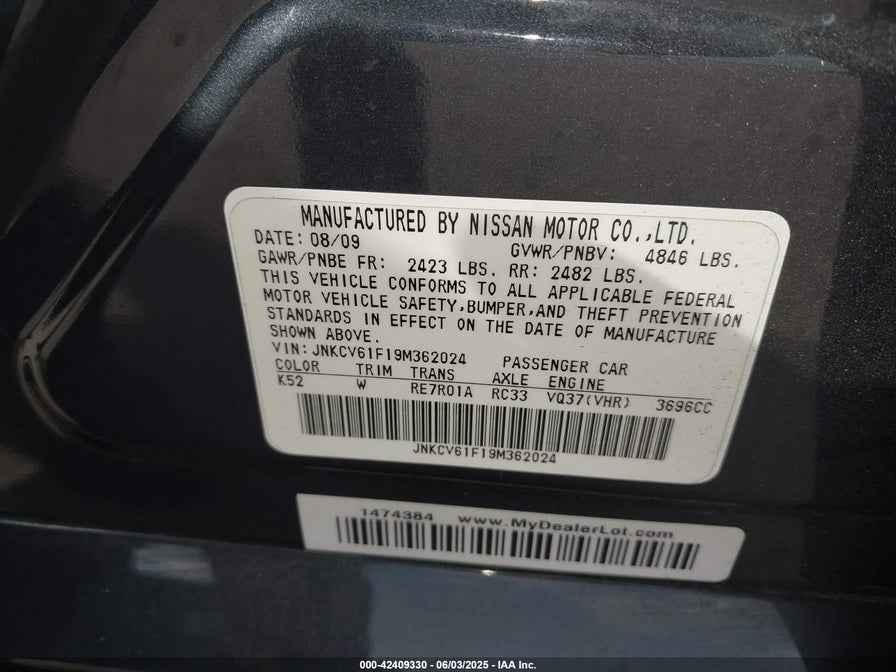 MANUFACTURED BY NISSAN MOTOR CO.,LTD.
DATE: 08/09 GVWR/PNBV: 4846 LBS.
GAWR/PNBE FR: 2423 LBS. RR: 2482 LBS.
THIS VEHICLE CONFORMS TO ALL APPLICABLE FEDERAL
MOTOR VEHICLE SAFETY,BUMPER,AND THEFT PREVENTION
STANDARDS IN EFFECT ON THE DATE OF MANUFACTURE
SHOWN ABOVE.
VIN: JNKCV61F19M362024 PASSENGER CAR
COLOR TRIM TRANS AXLE ENGINE
K52 W RE7R01A RC33 VQ37(VHR) 3696CC
JNKCV61F19M362024
1474384 www.MyDealerLot.com
000-42409330 - 06/03/2025 - IAA Inc.